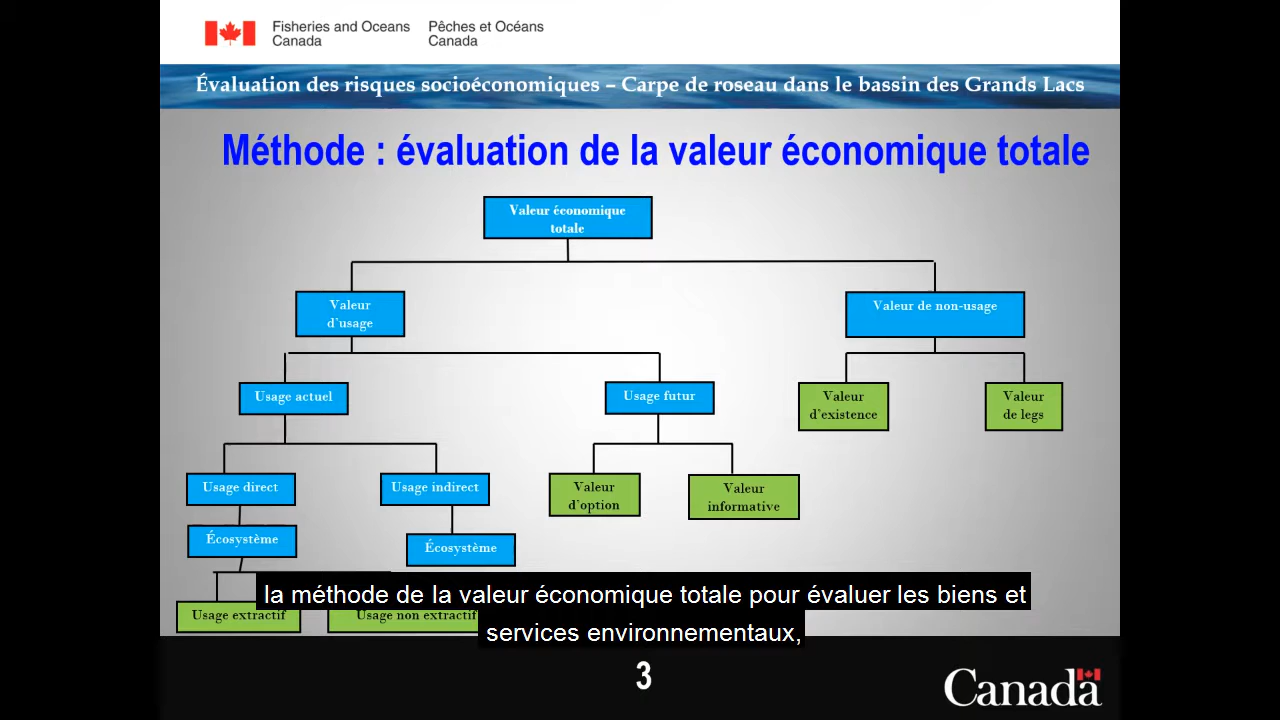 Fisheries and Oceans
Canada
Pêches et Océans
Canada
Évaluation des risques socioéconomiques – Carpe de roseau dans le bassin des Grands Lacs
Méthode : évaluation de la valeur économique totale
Valeur économique
totale
Valeur
d'usage
Valeur de non-usage
Usage actuel
Usage futur
Valeur
d'existence
Valeur
de legs
Usage direct
Usage indirect
Valeur
d'option
Valeur
informative
Écosystème
Écosystème
Usage extractif
Usage non extractif
la méthode de la valeur économique totale pour évaluer les biens et
services environnementaux,
3
Canada